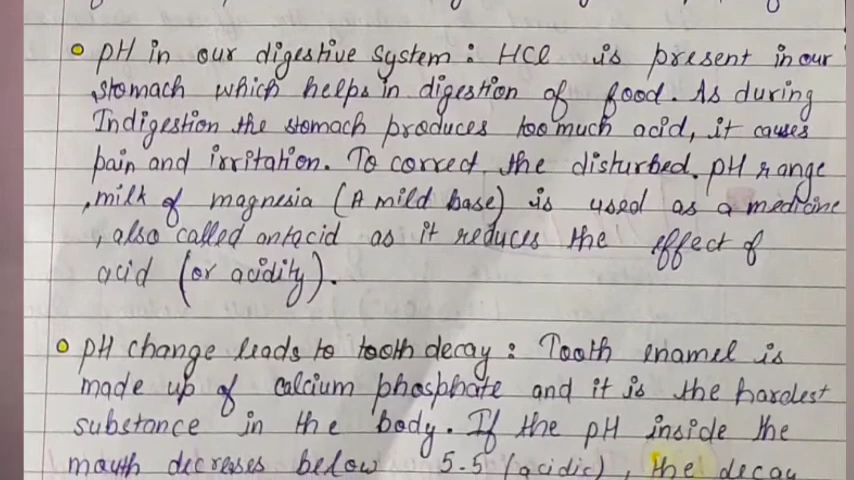 pH in our digestive system : HCl is present in our
stomach which helps in digestion of food. As during
Indigestion the stomach produces too much acid, it causes
pain and irritation. To correct the disturbed pH range
, milk of magnesia (A mild base) is used as a medicine
, also called antacid as it reduces the effect of
acid (or acidity).
pH change leads to tooth decay : Tooth enamel is
made up of calcium phosphate and it is the hardest
substance in the body. If the pH inside the
mouth decreases below 5.5 (acidic), the decay